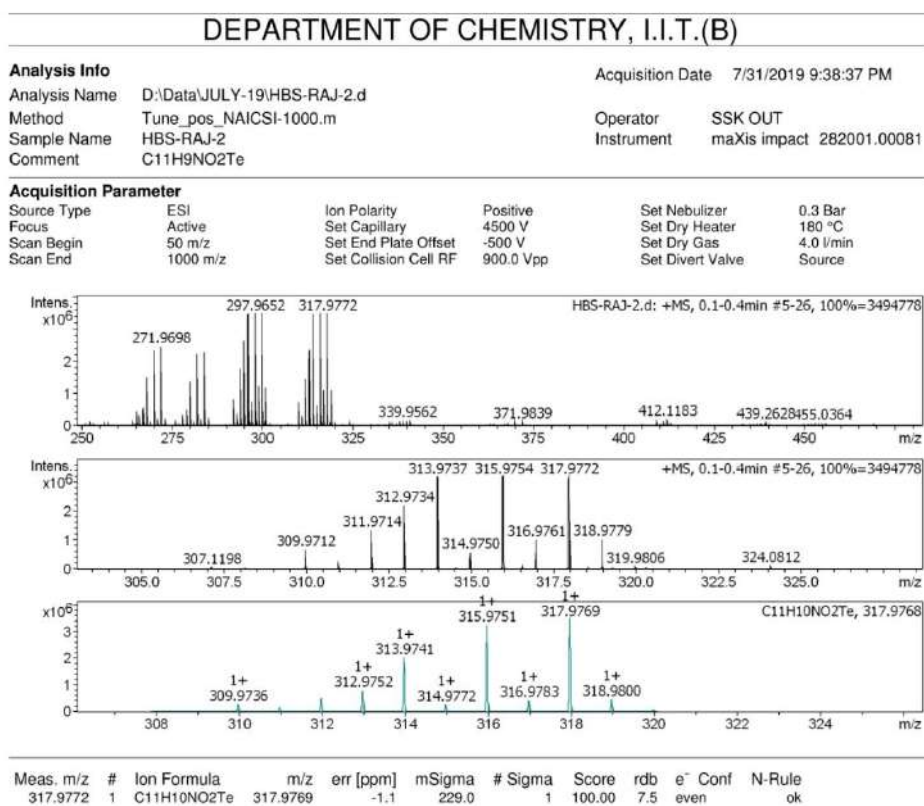 DEPARTMENT OF CHEMISTRY, I.I.T.(B)
Analysis Info
Acquisition Date 7/31/2019 9:38:37 PM
Analysis Name D:\Data\JULY-19\HBS-RAJ-2.d
Method Tune_pos_NAICSI-1000.m Operator SSK OUT
Sample Name HBS-RAJ-2 Instrument maXis impact 282001.00081
Comment C11H9NO2Te
Acquisition Parameter
Source Type ESI Ion Polarity Positive Set Nebulizer 0.3 Bar
Focus Active Set Capillary 4500 V Set Dry Heater 180 °C
Scan Begin 50 m/z Set End Plate Offset -500 V Set Dry Gas 4.0 l/min
Scan End 1000 m/z Set Collision Cell RF 900.0 Vpp Set Divert Valve Source
Intens. 297.9652 317.9772 HBS-RAJ-2.d: +MS, 0.1-0.4min #5-26, 100%=3494778
x10⁶
271.9698
2
1
339.9562 371.9839 412.1183 439.2628 455.0364
0
250 275 300 325 350 375 400 425 450 m/z
Intens. 313.9737 315.9754 317.9772 +MS, 0.1-0.4min #5-26, 100%=3494778
x10⁶
312.9734
2
311.9714
1
309.9712 314.9750 316.9761 318.9779
307.1198 319.9806 324.0812
0
305.0 307.5 310.0 312.5 315.0 317.5 320.0 322.5 325.0 m/z
x10⁶ 1+ 1+ C11H10NO2Te, 317.9768
315.9751 317.9769
3
1+
313.9741
2
1+
312.9752
1
1+ 1+ 1+ 1+
309.9736 314.9772 316.9783 318.9800
0
308 310 312 314 316 318 320 322 324 m/z
Meas. m/z # Ion Formula m/z err [ppm] mSigma # Sigma Score rdb e⁻ Conf N-Rule
317.9772 1 C11H10NO2Te 317.9769 -1.1 229.0 1 100.00 7.5 even ok